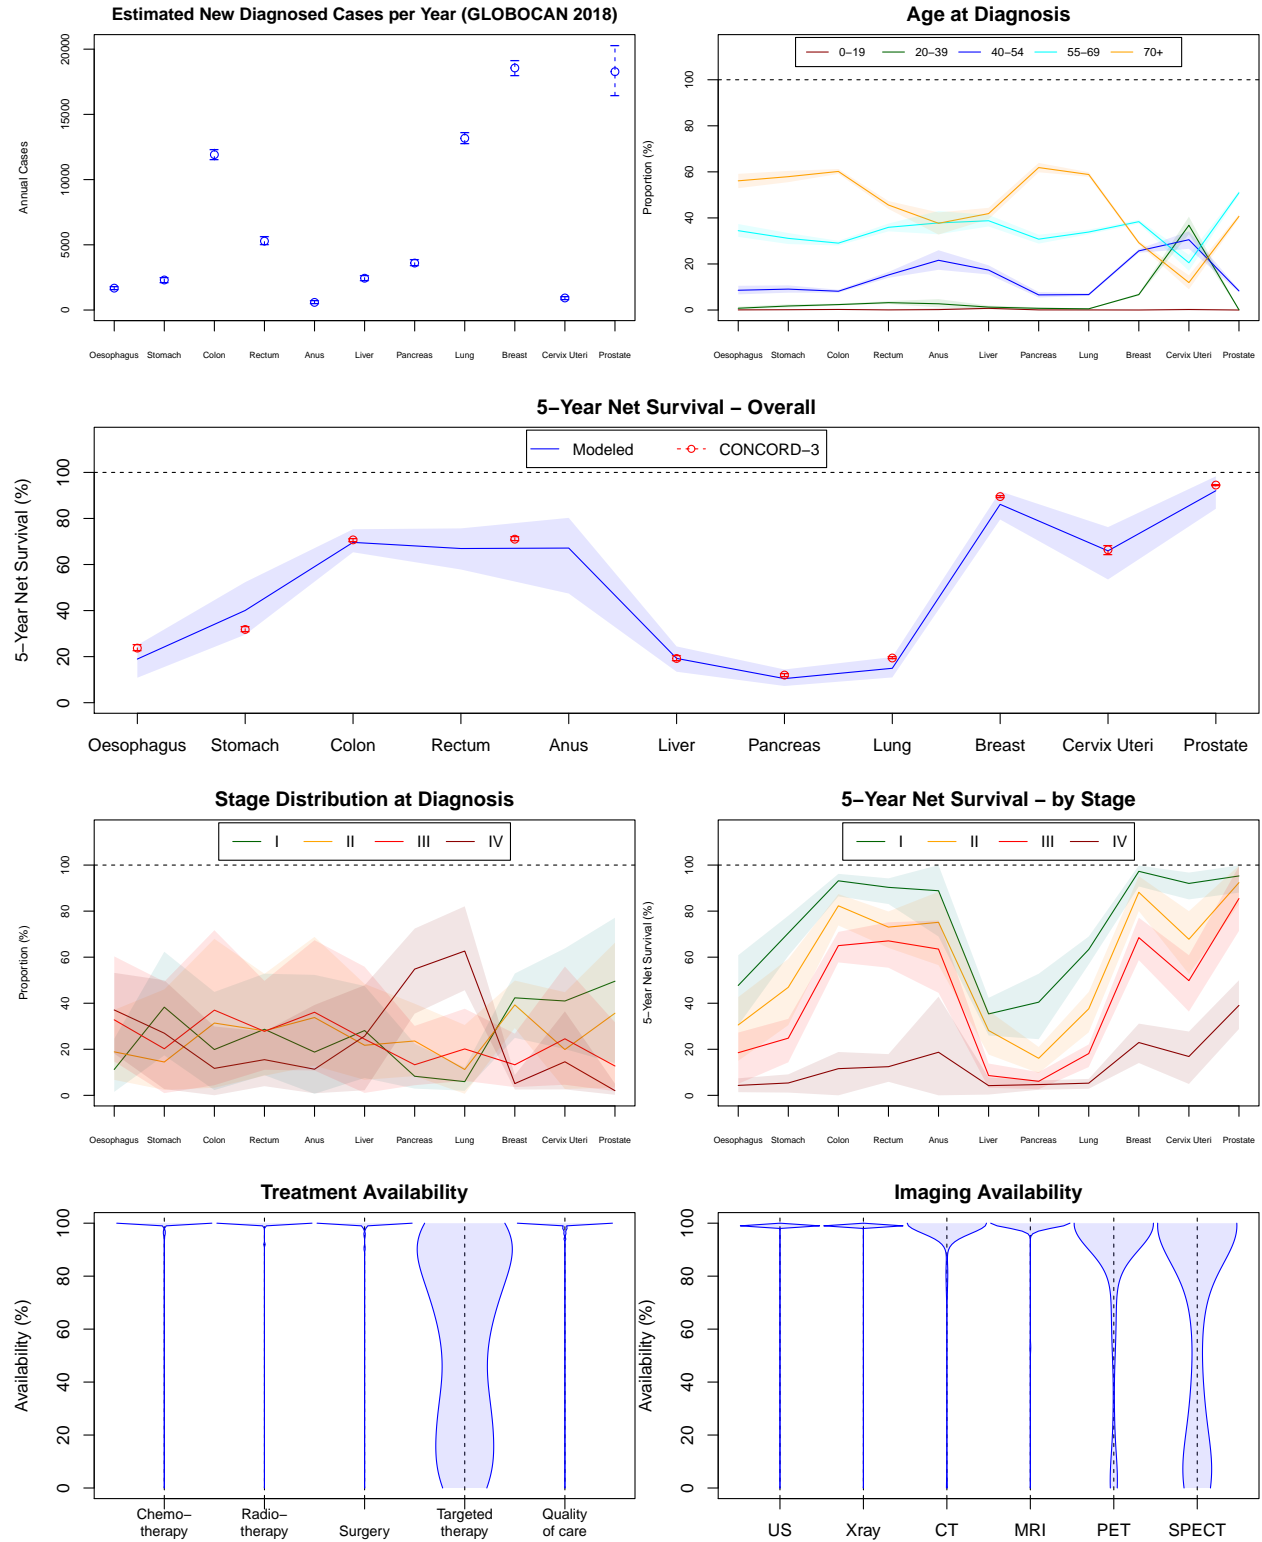 Estimated New Diagnosed Cases per Year (GLOBOCAN 2018)
Annual Cases
20000
15000
10000
5000
0
Oesophagus Stomach Colon Rectum Anus Liver Pancreas Lung Breast Cervix Uteri Prostate
Age at Diagnosis
0–19 20–39 40–54 55–69 70+
Proportion (%)
100
80
60
40
20
0
Oesophagus Stomach Colon Rectum Anus Liver Pancreas Lung Breast Cervix Uteri Prostate
5–Year Net Survival – Overall
Modeled CONCORD–3
5–Year Net Survival (%)
100
80
60
40
20
0
Oesophagus Stomach Colon Rectum Anus Liver Pancreas Lung Breast Cervix Uteri Prostate
Stage Distribution at Diagnosis
I II III IV
Proportion (%)
100
80
60
40
20
0
Oesophagus Stomach Colon Rectum Anus Liver Pancreas Lung Breast Cervix Uteri Prostate
5–Year Net Survival – by Stage
I II III IV
5–Year Net Survival (%)
100
80
60
40
20
0
Oesophagus Stomach Colon Rectum Anus Liver Pancreas Lung Breast Cervix Uteri Prostate
Treatment Availability
Availability (%)
100
80
60
40
20
0
Chemo–
therapy
Radio–
therapy
Surgery
Targeted
therapy
Quality
of care
Imaging Availability
Availability (%)
100
80
60
40
20
0
US Xray CT MRI PET SPECT